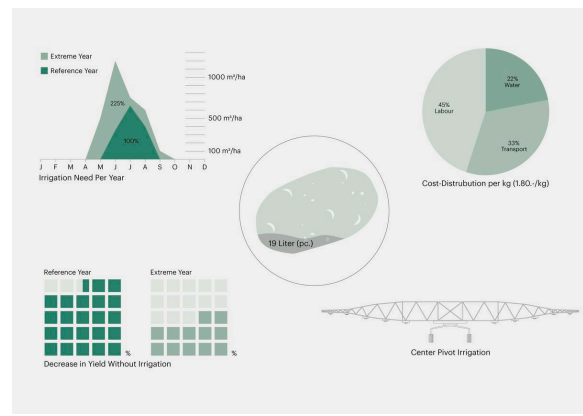 Extreme Year
Reference Year
225%
100%
1000 m³/ha
500 m³/ha
100 m³/ha
J F M A M J J A S O N D
Irrigation Need Per Year
22%
Water
45%
Labour
33%
Transport
Cost-Distrubution per kg (1.80.-/kg)
19 Liter (pc.)
Reference Year
Extreme Year
%
%
Decrease in Yield Without Irrigation
Center Pivot Irrigation